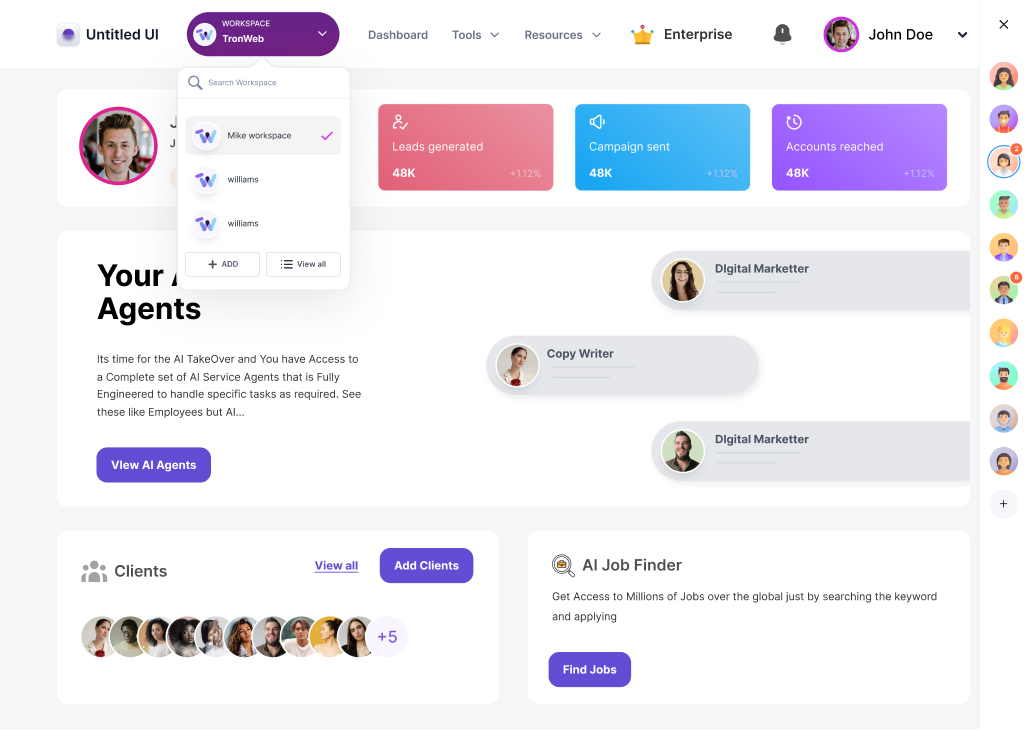 Untitled UI
WORKSPACE
TronWeb
Dashboard
Tools
Resources
Enterprise
John Doe
Search Workspace
Mike workspace
williams
williams
ADD
View all
Leads generated
48K
+1.12%
Campaign sent
48K
+1.12%
Accounts reached
48K
+1.12%
2
8
Your
Agents
Its time for the AI TakeOver and You have Access to
a Complete set of AI Service Agents that is Fully
Engineered to handle specific tasks as required. See
these like Employees but AI...
VIew AI Agents
DIgital Marketter
Copy Writer
DIgital Marketter
Clients
View all
Add Clients
+5
AI Job Finder
Get Access to Millions of Jobs over the global just by searching the keyword
and applying
Find Jobs